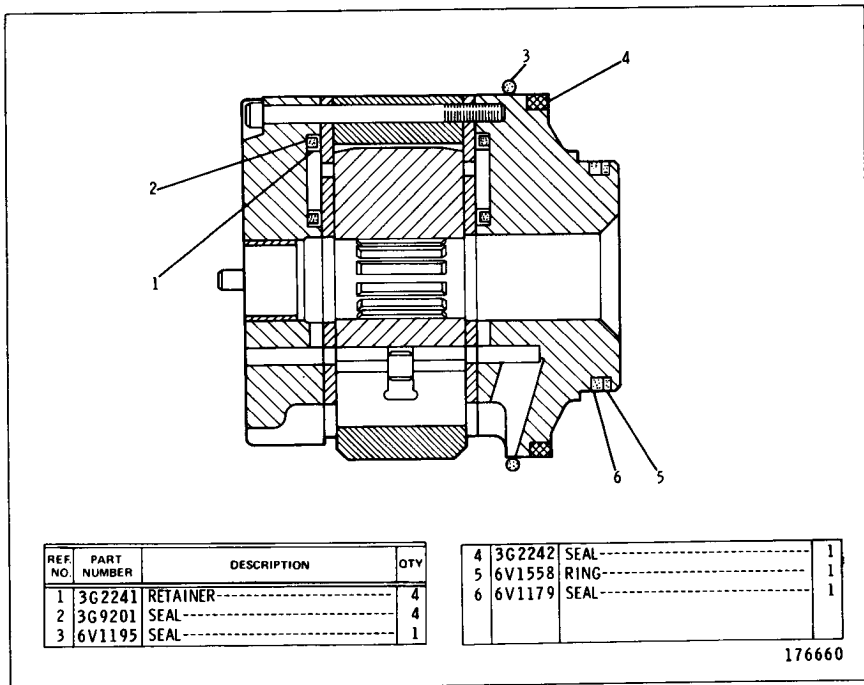 3
4
2
1
6
5
REF. NO. PART NUMBER DESCRIPTION QTY
1 3G2241 RETAINER------------------------ 4
2 3G9201 SEAL---------------------------- 4
3 6V1195 SEAL---------------------------- 1
4 3G2242 SEAL---------------------------- 1
5 6V1558 RING---------------------------- 1
6 6V1179 SEAL---------------------------- 1
176660